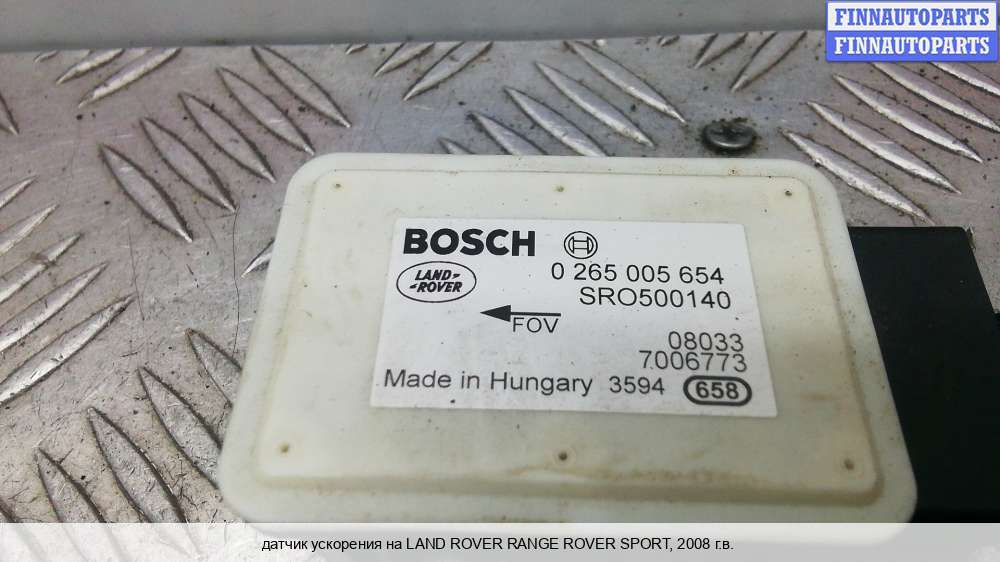 FINNAUTOPARTS
FINNAUTOPARTS
BOSCH
LAND-
-ROVER
0 265 005 654
SRO500140
FOV
08033
7006773
Made in Hungary 3594 658
датчик ускорения на LAND ROVER RANGE ROVER SPORT, 2008 г.в.